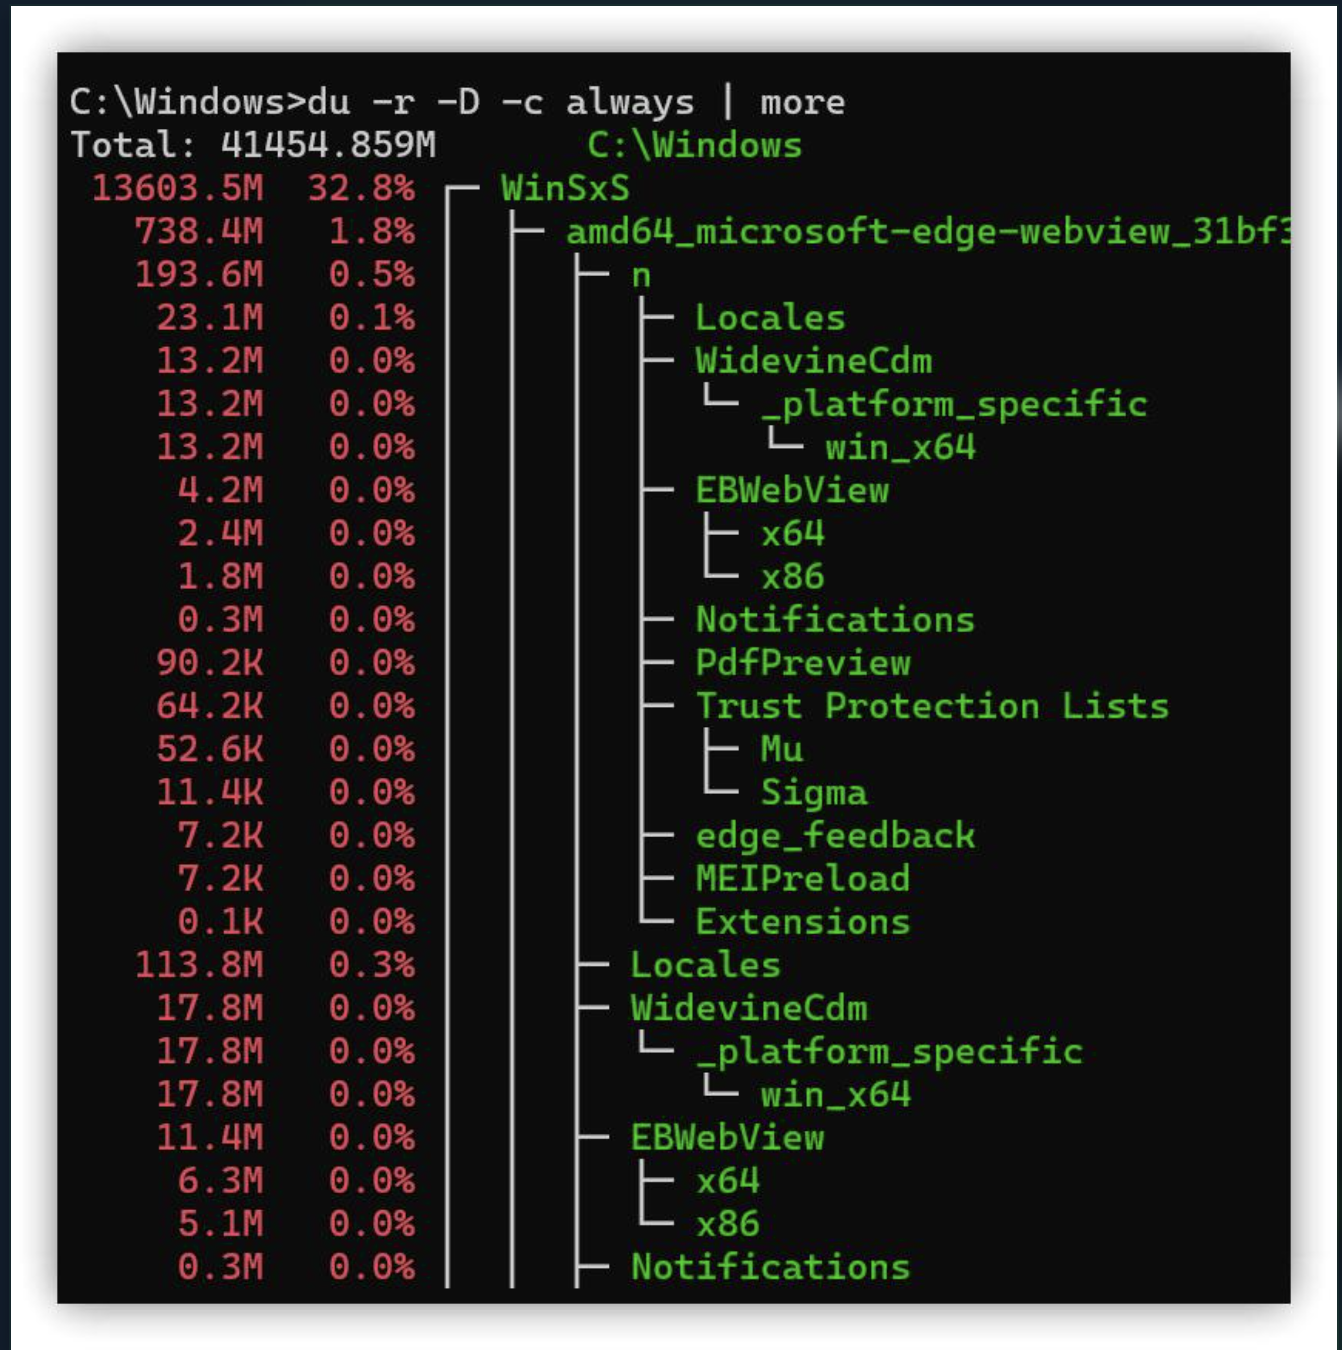 C:\Windows>du -r -D -c always | more
Total: 41454.859M C:\Windows
13603.5M 32.8% ┌─ WinSxS
738.4M 1.8% │ ├─ amd64_microsoft-edge-webview_31bf3
193.6M 0.5% │ │ ├─ n
23.1M 0.1% │ │ │ ├─ Locales
13.2M 0.0% │ │ │ ├─ WidevineCdm
13.2M 0.0% │ │ │ │ └─ _platform_specific
13.2M 0.0% │ │ │ │ └─ win_x64
4.2M 0.0% │ │ │ ├─ EBWebView
2.4M 0.0% │ │ │ │ ├─ x64
1.8M 0.0% │ │ │ │ └─ x86
0.3M 0.0% │ │ │ ├─ Notifications
90.2K 0.0% │ │ │ ├─ PdfPreview
64.2K 0.0% │ │ │ ├─ Trust Protection Lists
52.6K 0.0% │ │ │ │ ├─ Mu
11.4K 0.0% │ │ │ │ └─ Sigma
7.2K 0.0% │ │ │ ├─ edge_feedback
7.2K 0.0% │ │ │ ├─ MEIPreload
0.1K 0.0% │ │ │ └─ Extensions
113.8M 0.3% │ │ ├─ Locales
17.8M 0.0% │ │ ├─ WidevineCdm
17.8M 0.0% │ │ │ └─ _platform_specific
17.8M 0.0% │ │ │ └─ win_x64
11.4M 0.0% │ │ ├─ EBWebView
6.3M 0.0% │ │ │ ├─ x64
5.1M 0.0% │ │ │ └─ x86
0.3M 0.0% │ │ ├─ Notifications